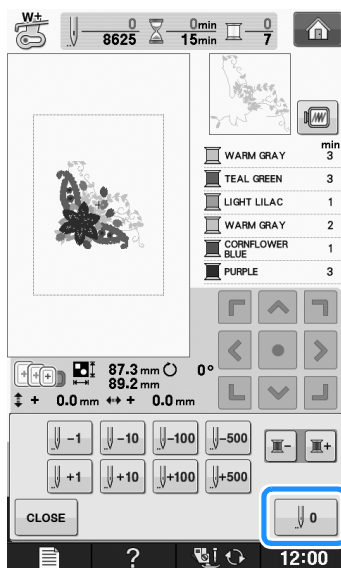 W+
0 0min 0
8625 15min 7
min
WARM GRAY 3
TEAL GREEN 3
LIGHT LILAC 1
WARM GRAY 2
CORNFLOWER
BLUE 1
PURPLE 3
87.3 mm 0°
89.2 mm
+ 0.0 mm + 0.0 mm
-1 -10 -100 -500 - +
+1 +10 +100 +500
CLOSE 0
? 12:00